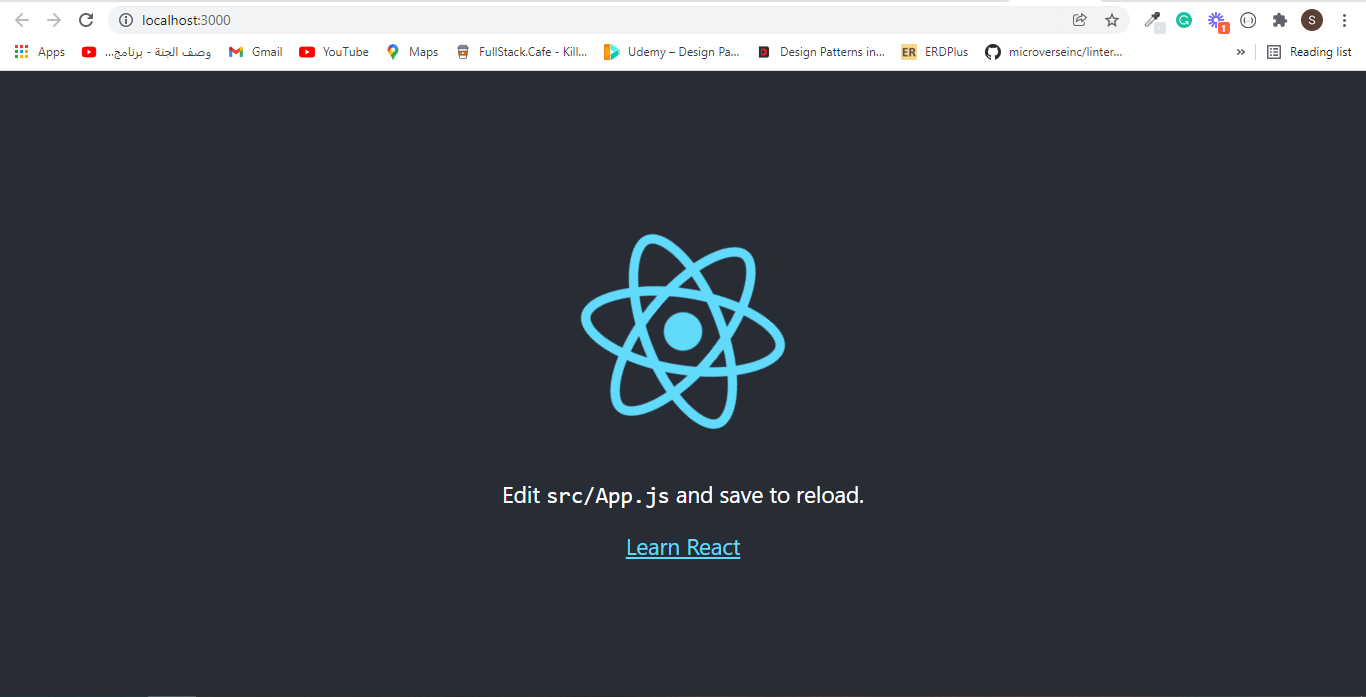 localhost:3000
S
1
Apps
وصف الجنة - برنامج...
Gmail
YouTube
Maps
FullStack.Cafe - Kill...
Udemy – Design Pa...
Design Patterns in...
ER ERDPlus
microverseinc/linter...
»
Reading list
Edit src/App.js and save to reload.
Learn React